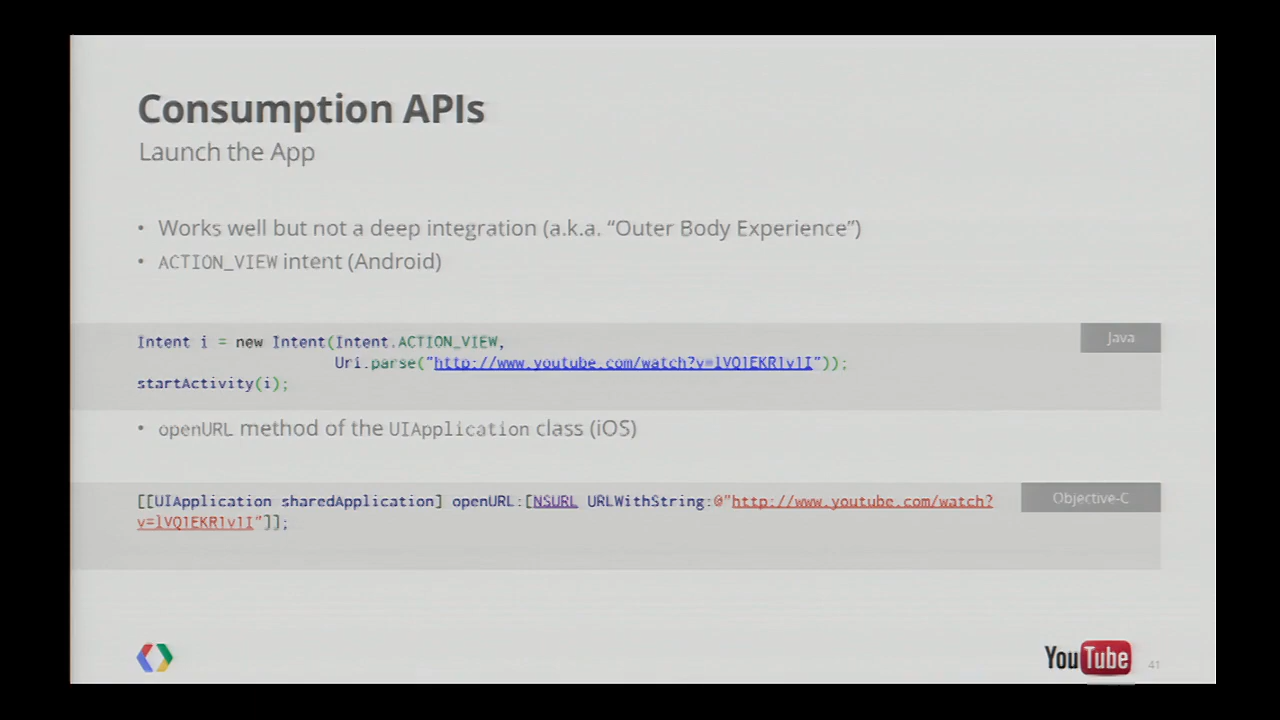 Consumption APIs
Launch the App
• Works well but not a deep integration (a.k.a. “Outer Body Experience”)
• ACTION_VIEW intent (Android)
Java
Intent i = new Intent(Intent.ACTION_VIEW,
Uri.parse("http://www.youtube.com/watch?v=lVQ1EKR1v1I"));
startActivity(i);
• openURL method of the UIApplication class (iOS)
Objective-C
[[UIApplication sharedApplication] openURL:[NSURL URLWithString:@"http://www.youtube.com/watch?
v=lVQ1EKR1v1I"]];
YouTube
41